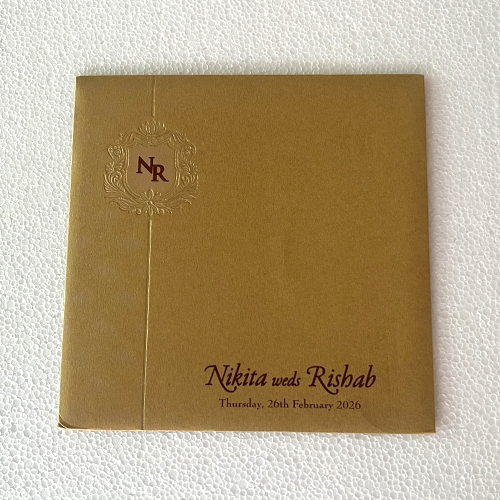 NR
Nikita weds Rishab
Thursday, 26th February 2026